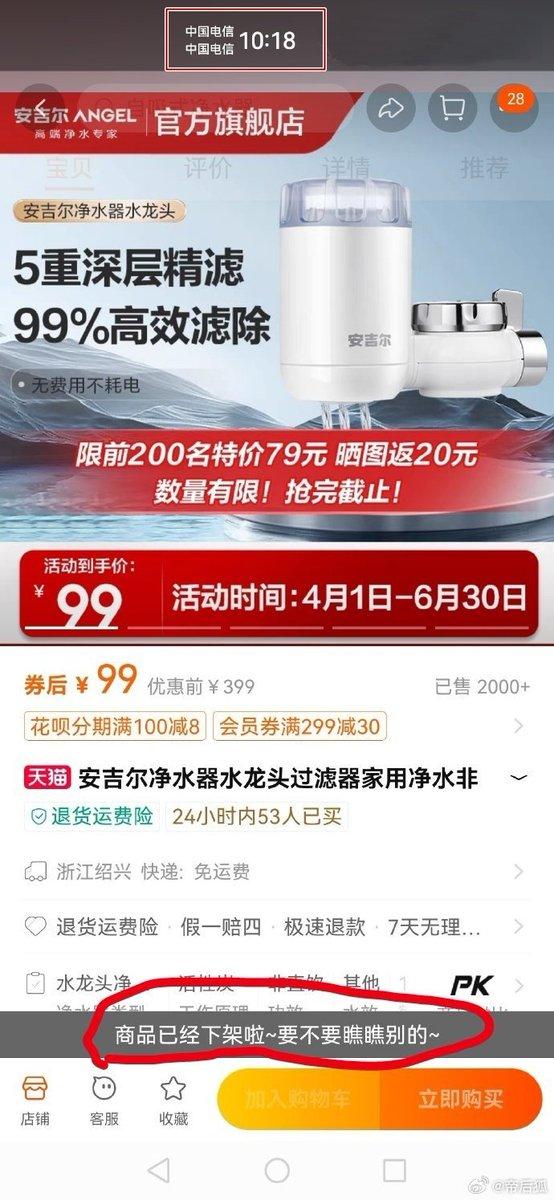 中国电信
中国电信 10:18
28
安吉尔 ANGEL
高端净水专家
官方旗舰店
宝贝 评价 详情 推荐
安吉尔净水器水龙头
5重深层精滤
99%高效滤除
无费用不耗电
安吉尔
限前200名特价79元 晒图返20元
数量有限！抢完截止！
活动到手价：
¥99
活动时间：4月1日-6月30日
券后 ¥99 优惠前￥399 已售 2000+
花呗分期满100减8 会员券满299减30
天猫 安吉尔净水器水龙头过滤器家用净水非
退货运费险 24小时内53人已买
浙江绍兴 快递：免运费
退货运费险 · 假一赔四 · 极速退款 · 7天无理...
水龙头净 活性炭 非直饮 其他 PK
商品已经下架啦~要不要瞧瞧别的~
店铺 客服 收藏 加入购物车 立即购买
@帝后狐